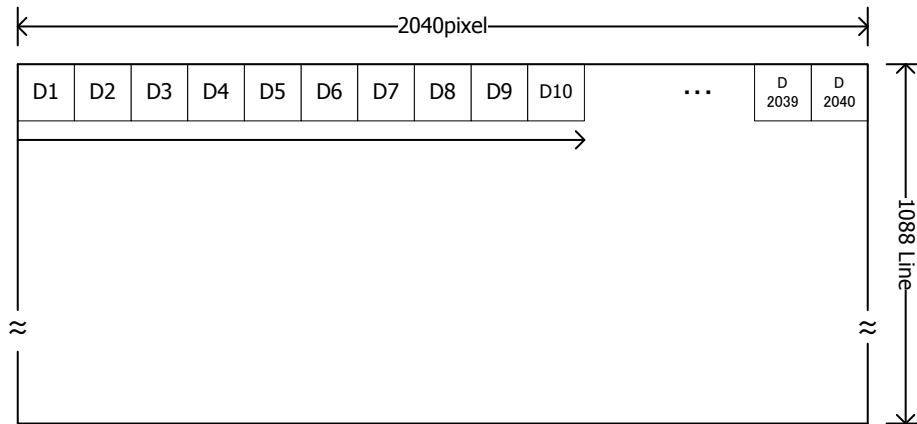 2040pixel
D1 D2 D3 D4 D5 D6 D7 D8 D9 D10 ··· D 2039 D 2040
1088 Line
≈ ≈